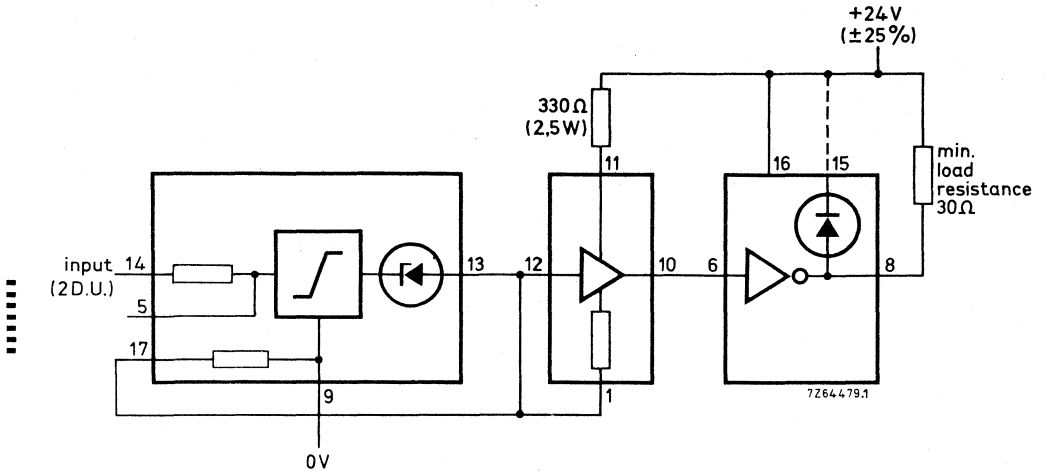 +24V
(±25%)
330Ω
(2,5W)
11
16
15
min.
load
resistance
30Ω
input
(2 D.U.)
14
13
12
10
6
8
5
17
9
1
7Z64479.1
0V